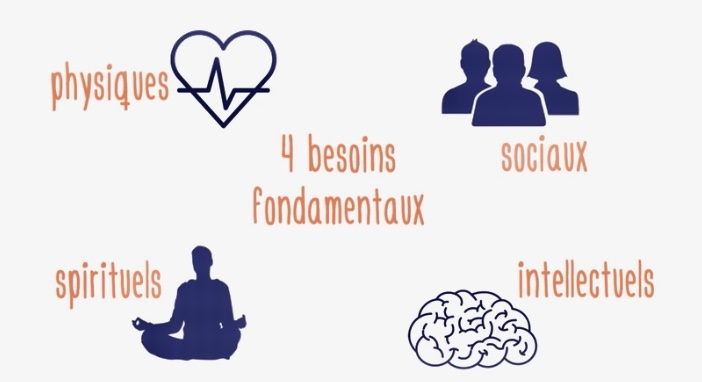 physiques
4 besoins
fondamentaux
sociaux
spirituels
intellectuels